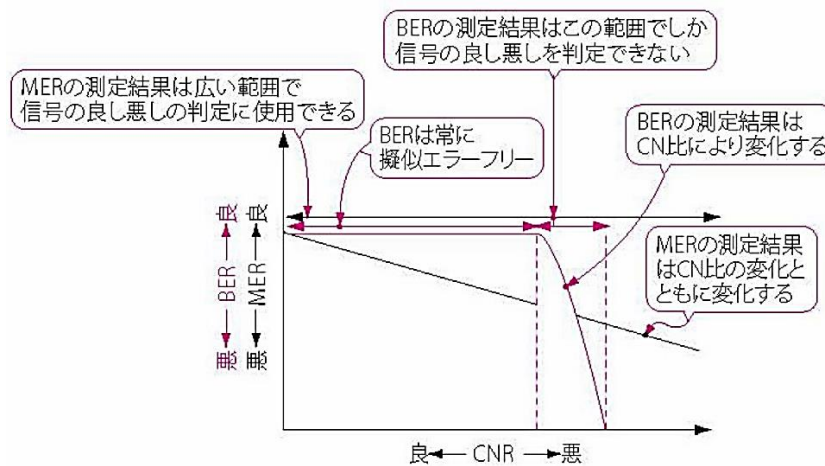 BERの測定結果はこの範囲でしか
信号の良し悪しを判定できない
MERの測定結果は広い範囲で
信号の良し悪しの判定に使用できる
BERは常に
擬似エラーフリー
BERの測定結果は
CN比により変化する
MERの測定結果
はCN比の変化と
ともに変化する
良 BER 悪
良 MER 悪
良 CNR 悪